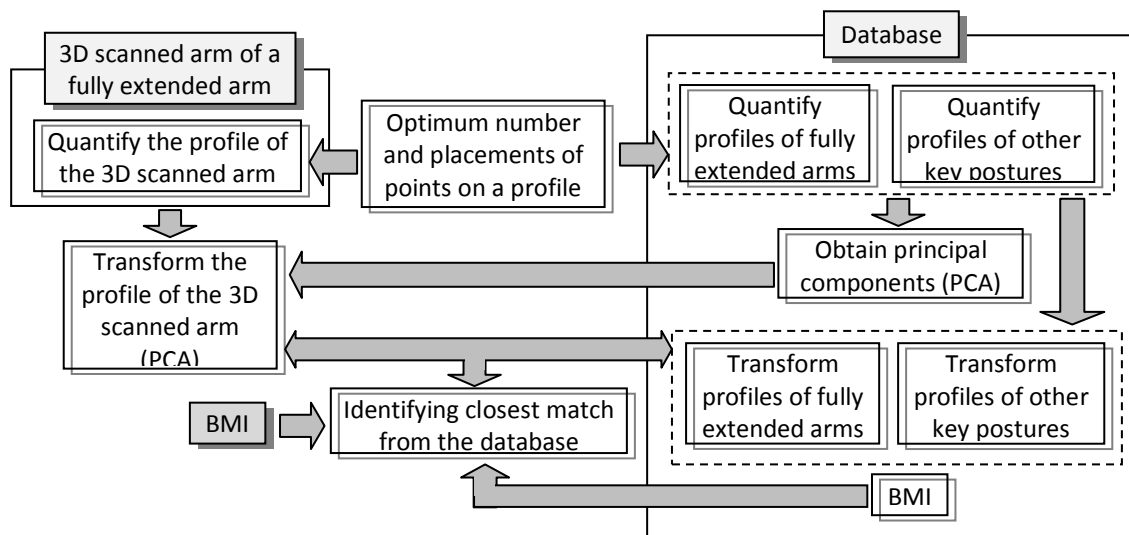 3D scanned arm of a
fully extended arm
Quantify the profile of
the 3D scanned arm
Optimum number
and placements of
points on a profile
Database
Quantify
profiles of fully
extended arms
Quantify
profiles of other
key postures
Transform the
profile of the 3D
scanned arm
(PCA)
Obtain principal
components (PCA)
Transform
profiles of fully
extended arms
Transform
profiles of other
key postures
BMI
Identifying closest match
from the database
BMI